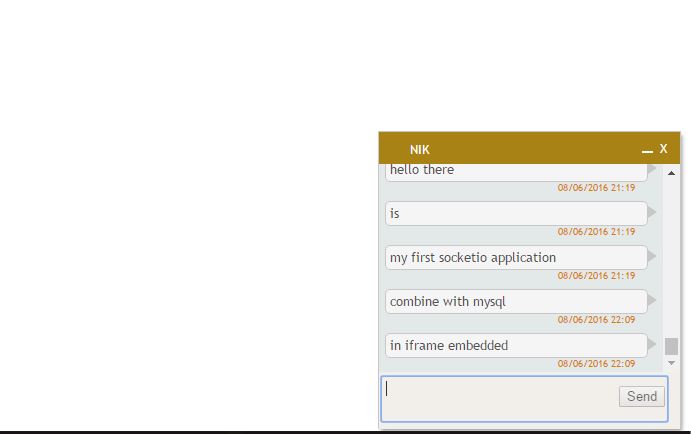 NIK
X
hello there
08/06/2016 21:19
is
08/06/2016 21:19
my first socketio application
08/06/2016 21:19
combine with mysql
08/06/2016 22:09
in iframe embedded
08/06/2016 22:09
Send